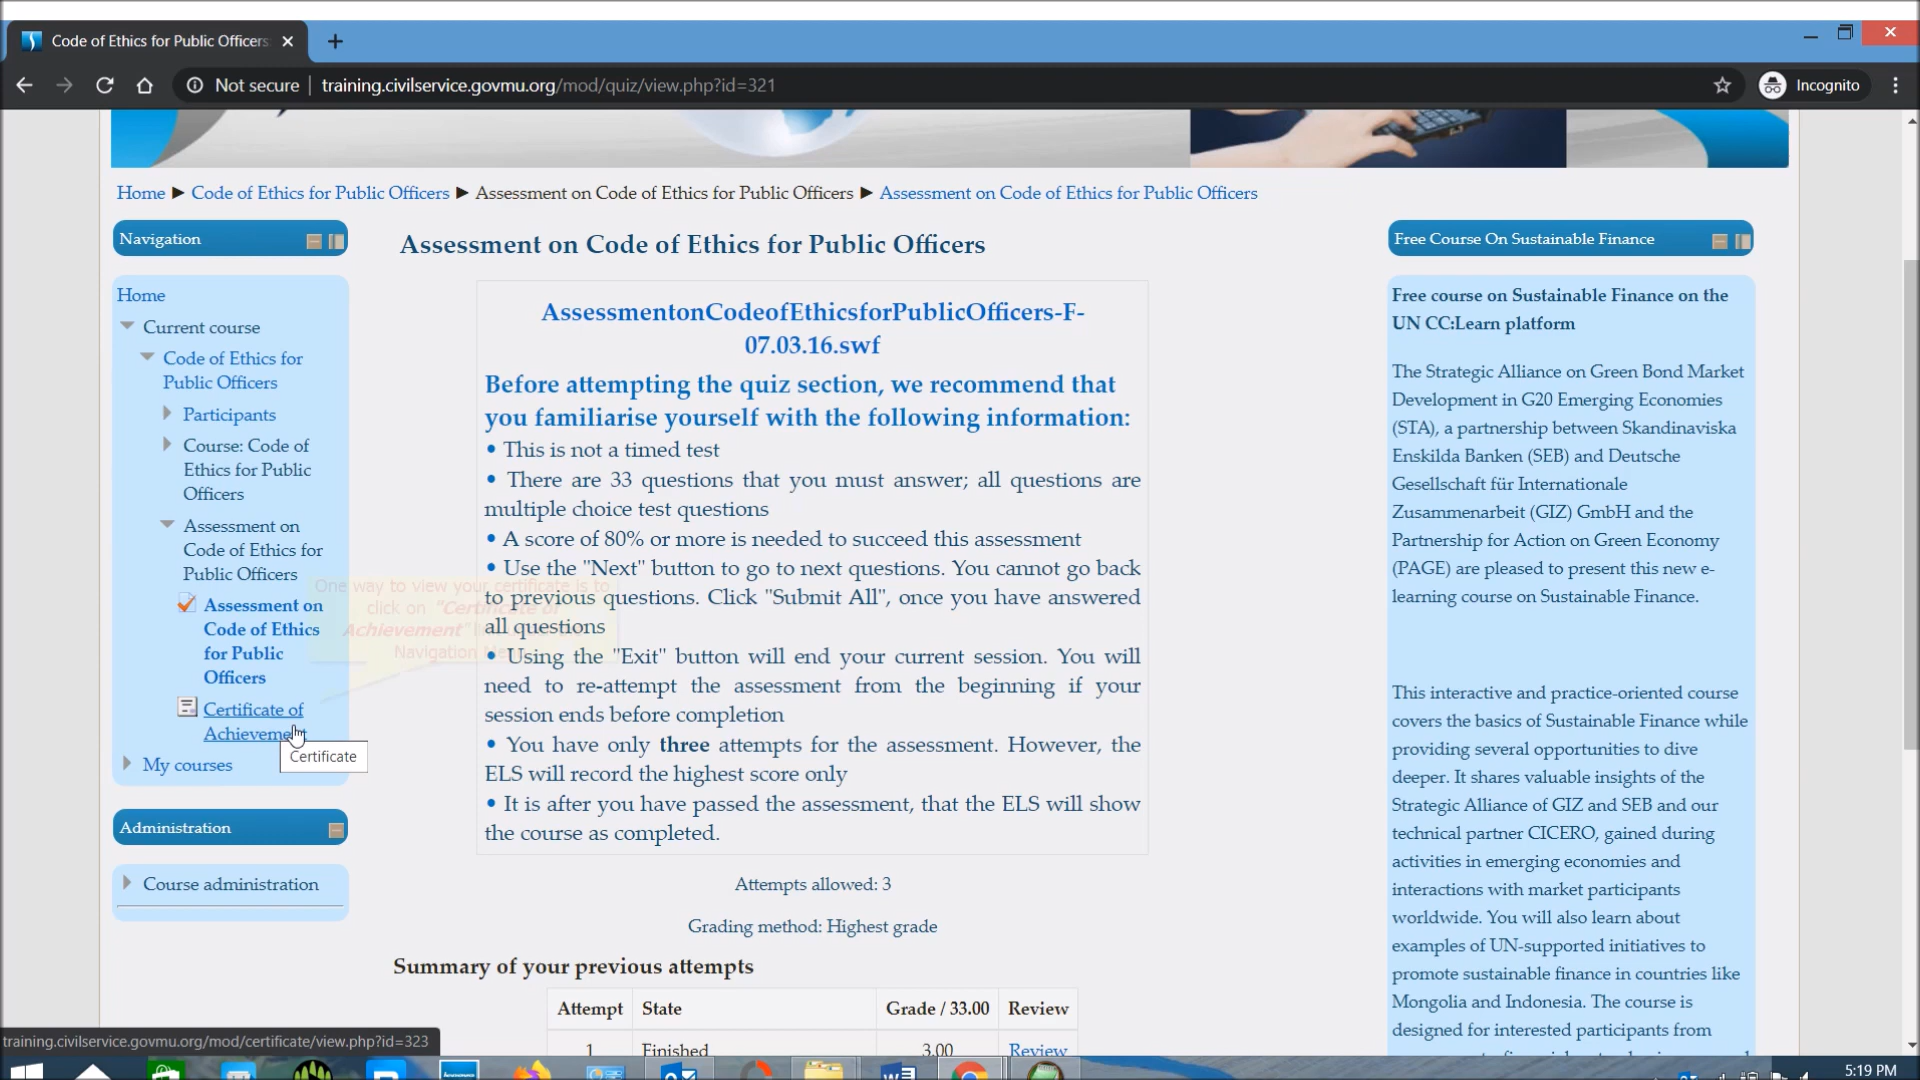 Code of Ethics for Public Officers
Not secure
training.civilservice.govmu.org/mod/quiz/view.php?id=321
Incognito
Home ► Code of Ethics for Public Officers ► Assessment on Code of Ethics for Public Officers ► Assessment on Code of Ethics for Public Officers
Navigation
Home
Current course
Code of Ethics for
Public Officers
Participants
Course: Code of
Ethics for Public
Officers
Assessment on
Code of Ethics for
Public Officers
Assessment on
Code of Ethics
for Public
Officers
Certificate of
Achievement
Certificate
My courses
Administration
Course administration
One way to view your certificate is to
click on "Certificate of
Achievement"
Navigation
Assessment on Code of Ethics for Public Officers
AssessmentonCodeofEthicsforPublicOfficers-F-
07.03.16.swf
Before attempting the quiz section, we recommend that
you familiarise yourself with the following information:
• This is not a timed test
• There are 33 questions that you must answer; all questions are
multiple choice test questions
• A score of 80% or more is needed to succeed this assessment
• Use the "Next" button to go to next questions. You cannot go back
to previous questions. Click "Submit All", once you have answered
all questions
• Using the "Exit" button will end your current session. You will
need to re-attempt the assessment from the beginning if your
session ends before completion
• You have only three attempts for the assessment. However, the
ELS will record the highest score only
• It is after you have passed the assessment, that the ELS will show
the course as completed.
Attempts allowed: 3
Grading method: Highest grade
Summary of your previous attempts
Attempt State Grade / 33.00 Review
1 Finished 3.00 Review
Free Course On Sustainable Finance
Free course on Sustainable Finance on the
UN CC:Learn platform
The Strategic Alliance on Green Bond Market
Development in G20 Emerging Economies
(STA), a partnership between Skandinaviska
Enskilda Banken (SEB) and Deutsche
Gesellschaft für Internationale
Zusammenarbeit (GIZ) GmbH and the
Partnership for Action on Green Economy
(PAGE) are pleased to present this new e-
learning course on Sustainable Finance.
This interactive and practice-oriented course
covers the basics of Sustainable Finance while
providing several opportunities to dive
deeper. It shares valuable insights of the
Strategic Alliance of GIZ and SEB and our
technical partner CICERO, gained during
activities in emerging economies and
interactions with market participants
worldwide. You will also learn about
examples of UN-supported initiatives to
promote sustainable finance in countries like
Mongolia and Indonesia. The course is
designed for interested participants from
training.civilservice.govmu.org/mod/certificate/view.php?id=323
5:19 PM